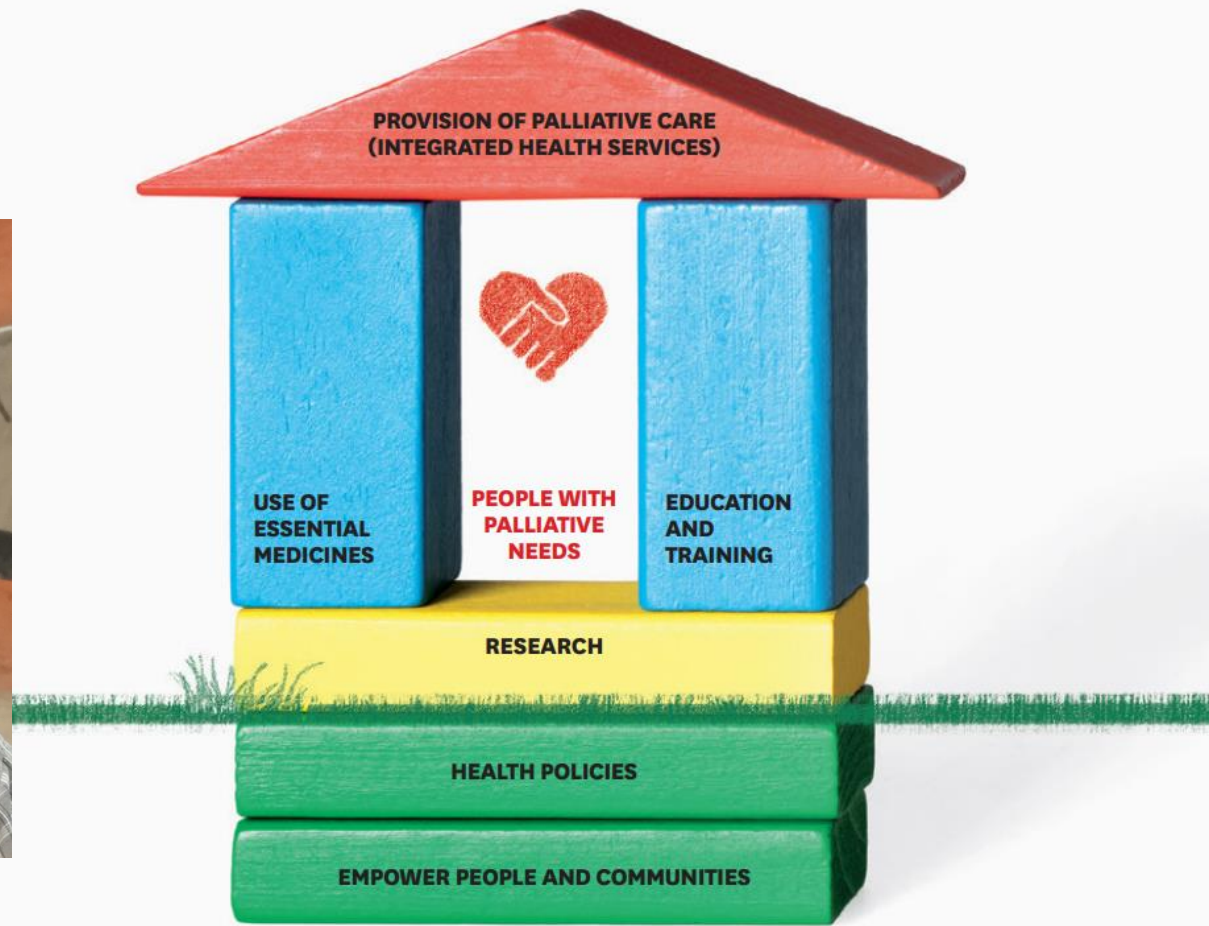 PROVISION OF PALLIATIVE CARE
(INTEGRATED HEALTH SERVICES)
USE OF
ESSENTIAL
MEDICINES
PEOPLE WITH
PALLIATIVE
NEEDS
EDUCATION
AND
TRAINING
RESEARCH
HEALTH POLICIES
EMPOWER PEOPLE AND COMMUNITIES